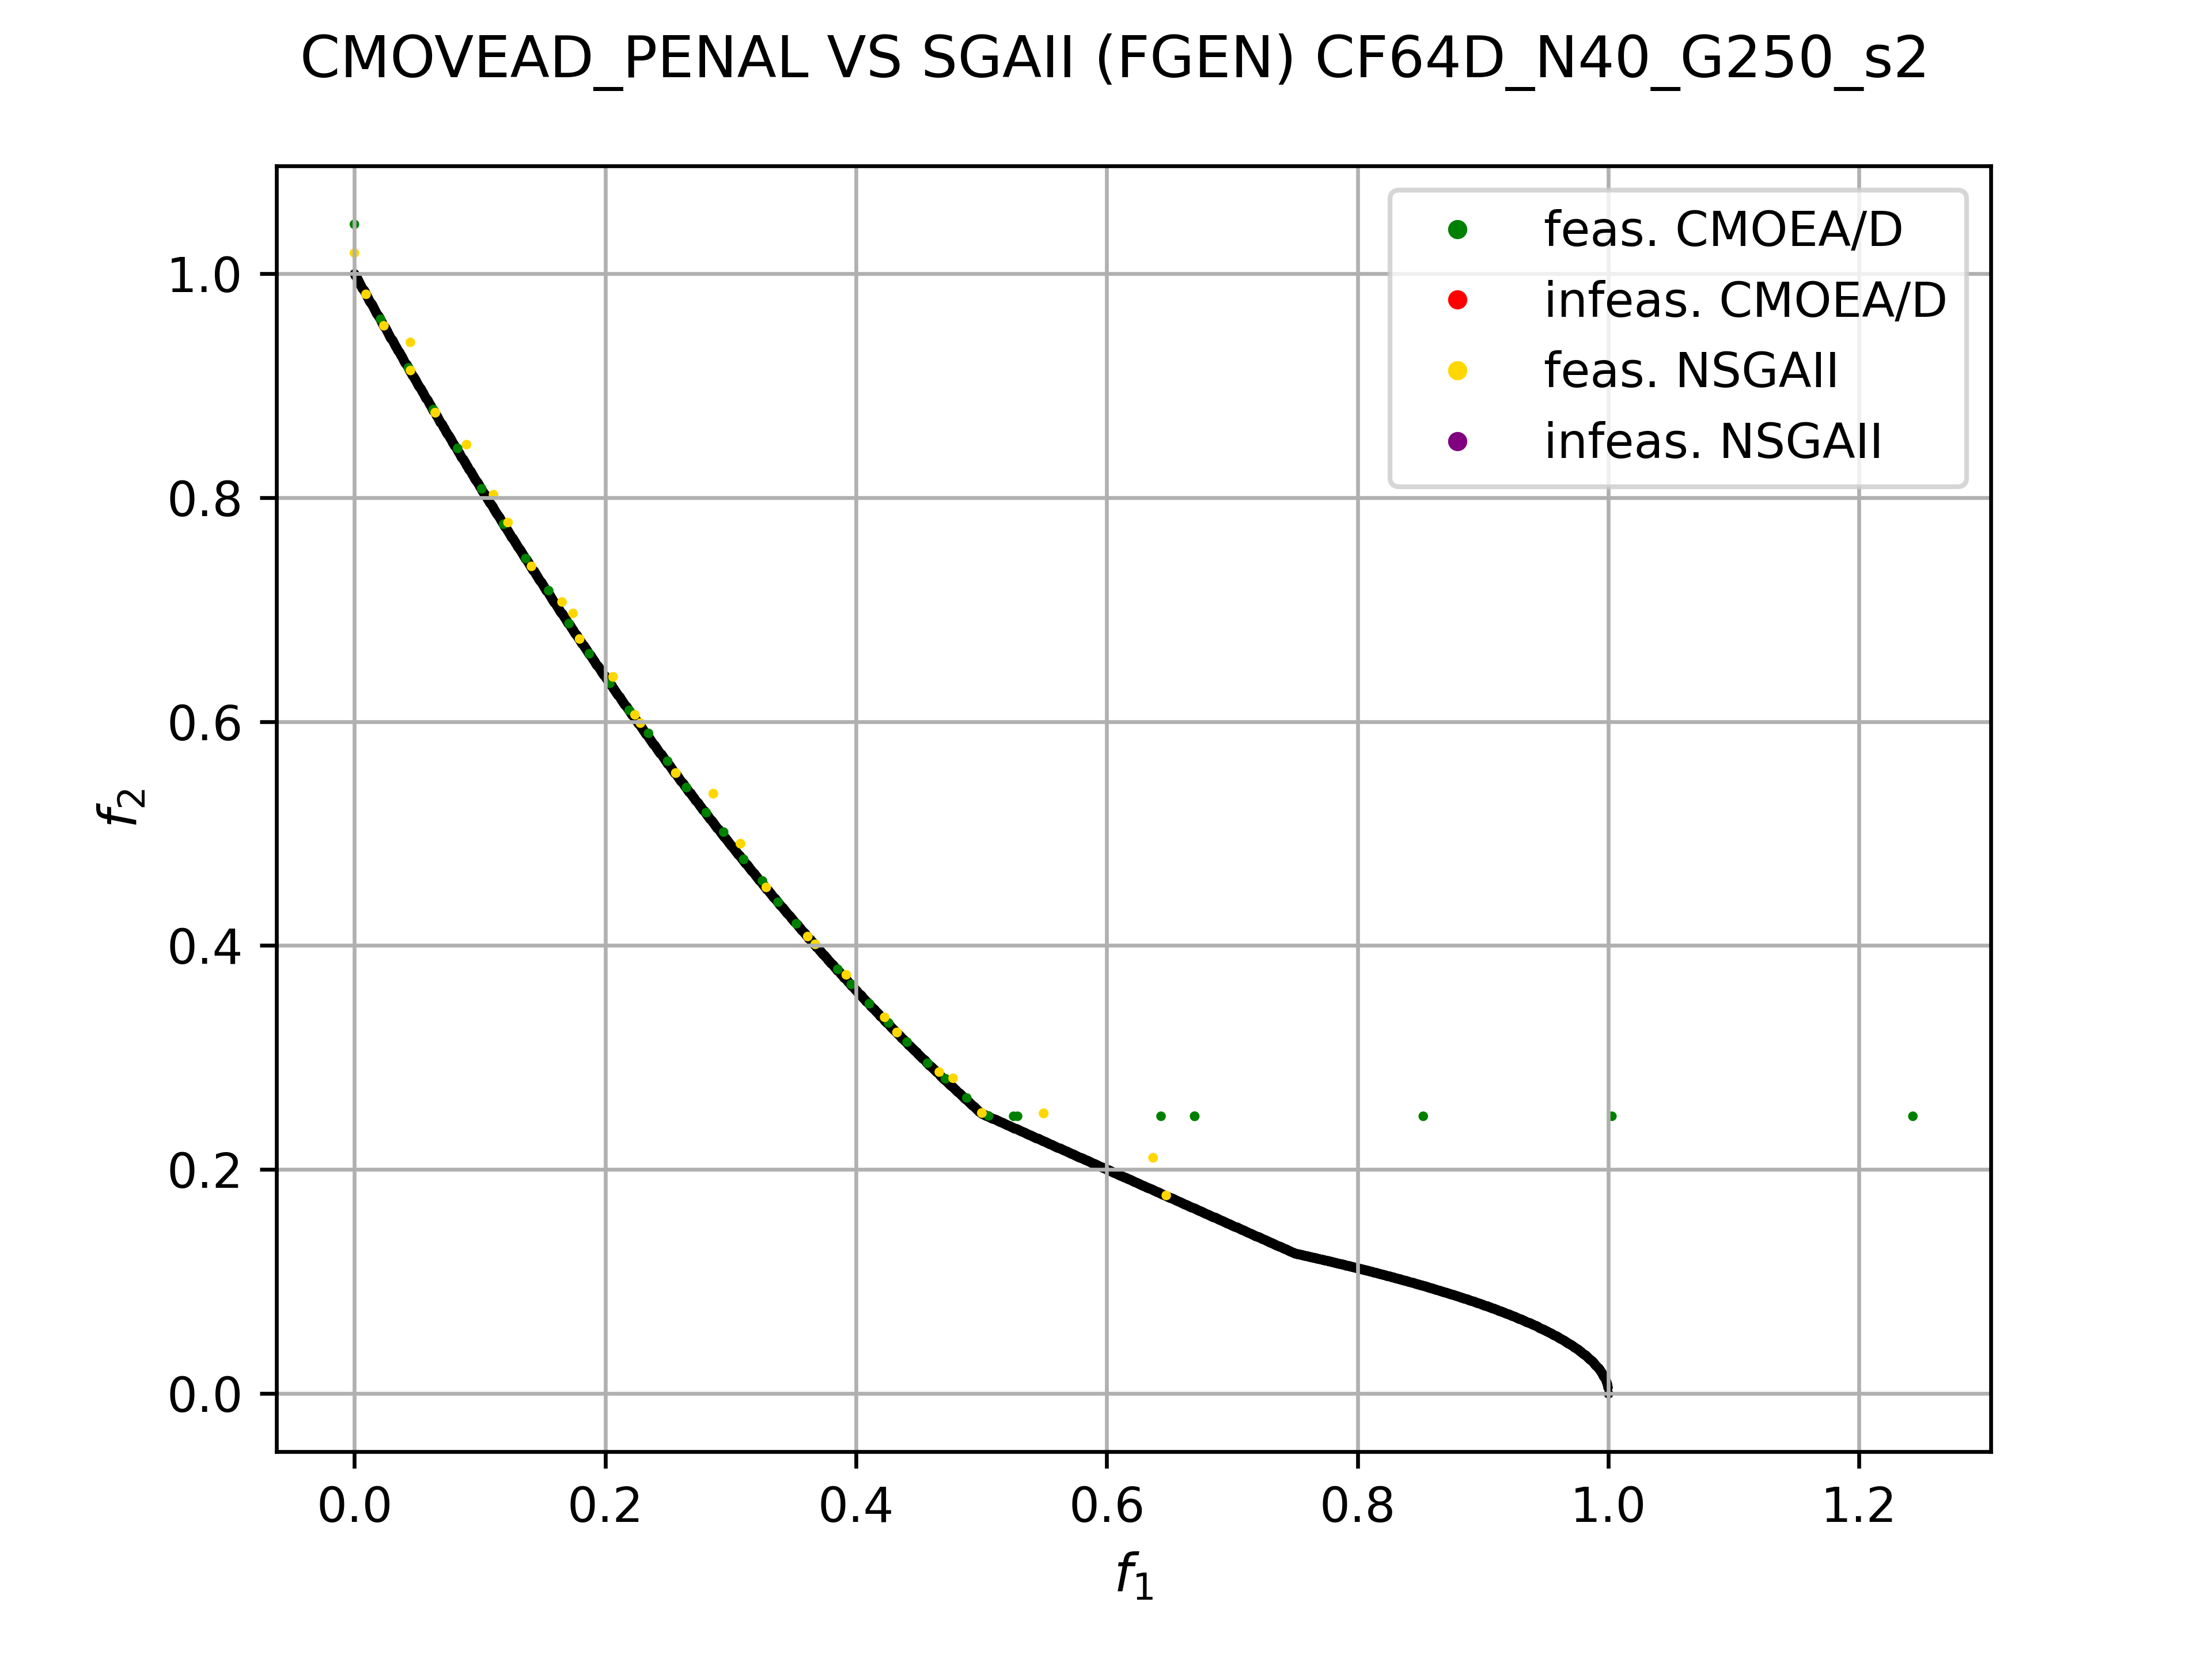 CMOVEAD_PENAL VS SGAII (FGEN) CF64D_N40_G250_s2
feas. CMOEA/D
infeas. CMOEA/D
feas. NSGAII
infeas. NSGAII
1.0
0.8
0.6
0.4
0.2
0.0
f2
0.0 0.2 0.4 0.6 0.8 1.0 1.2
f1